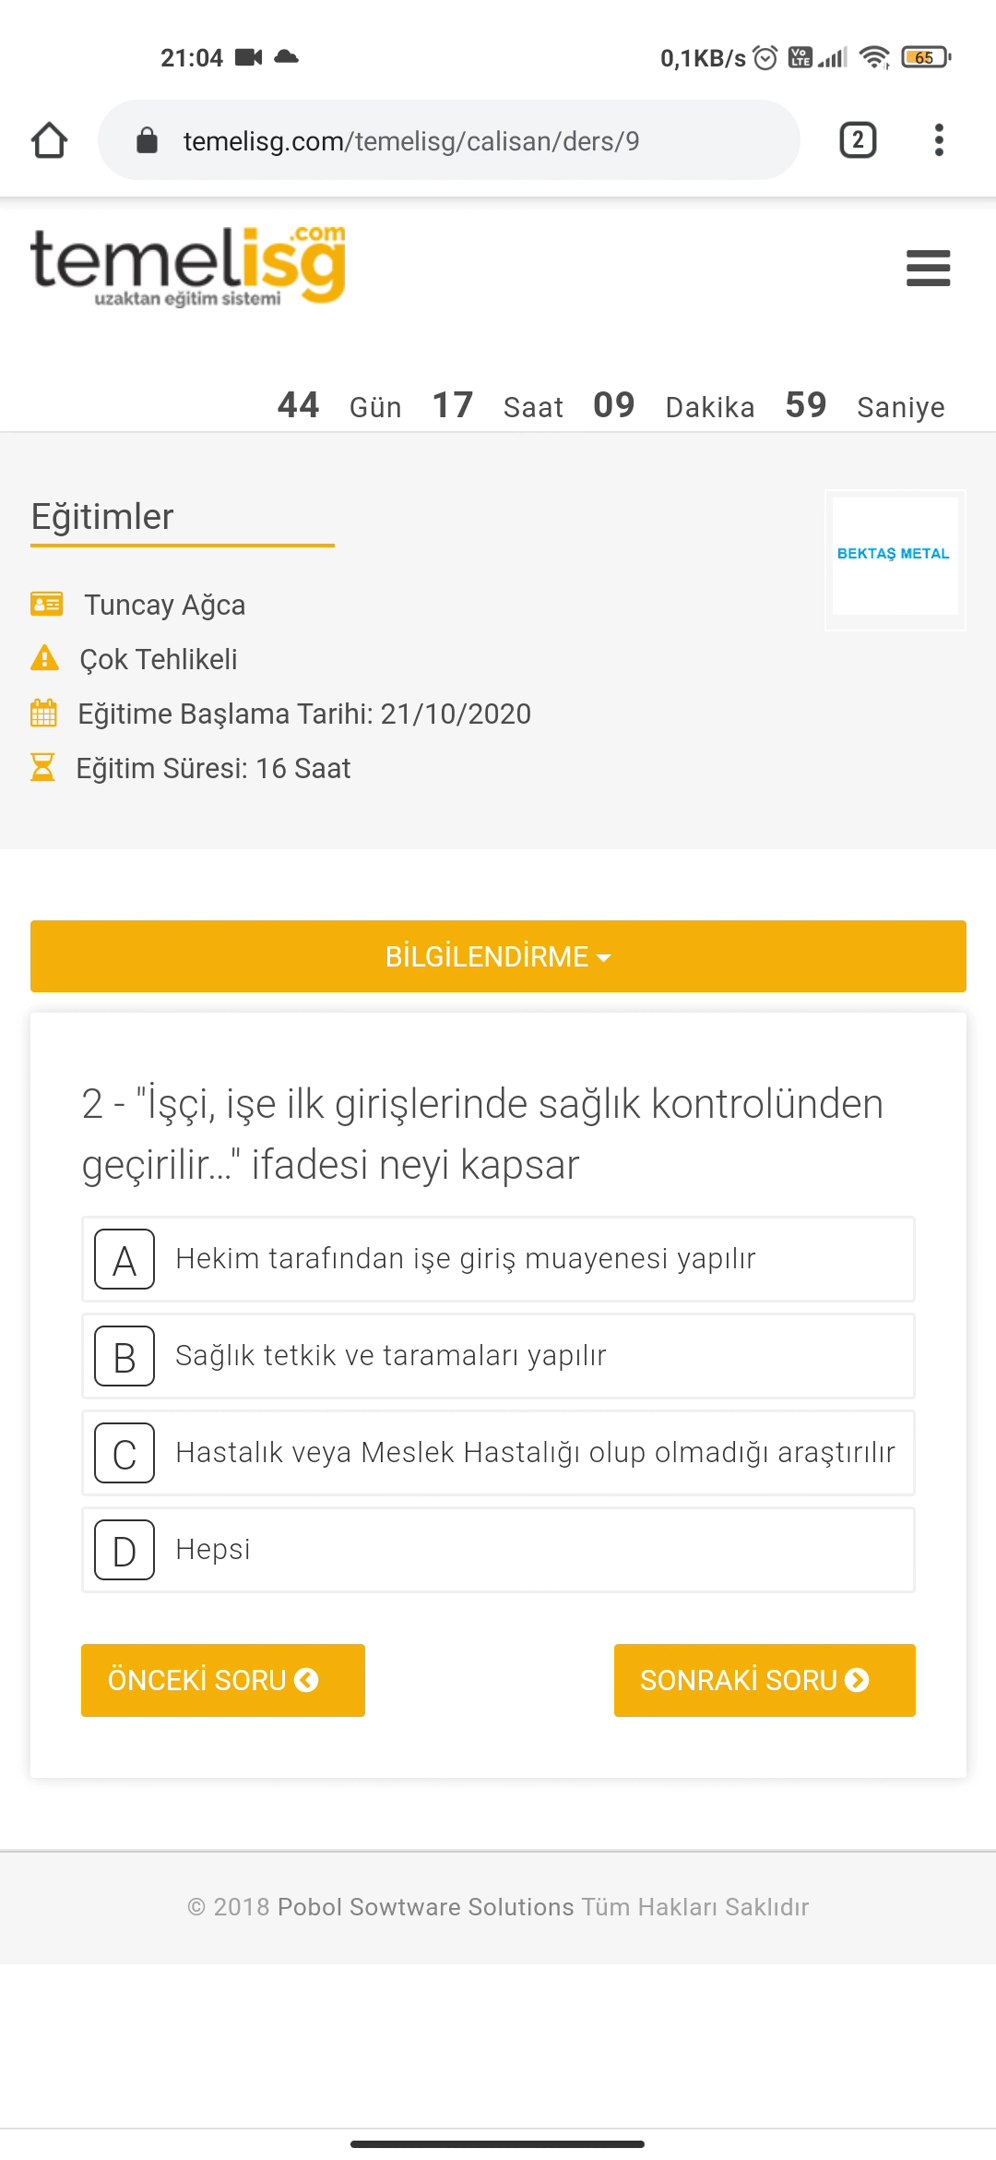 21:04
0,1KB/s
Vo LTE
65
temelisg.com/temelisg/calisan/ders/9
2
temelisg.com
uzaktan eğitim sistemi
44 Gün 17 Saat 09 Dakika 59 Saniye
Eğitimler
BEKTAŞ METAL
Tuncay Ağca
Çok Tehlikeli
Eğitime Başlama Tarihi: 21/10/2020
Eğitim Süresi: 16 Saat
BİLGİLENDİRME
2 - "İşçi, işe ilk girişlerinde sağlık kontrolünden
geçirilir..." ifadesi neyi kapsar
A Hekim tarafından işe giriş muayenesi yapılır
B Sağlık tetkik ve taramaları yapılır
C Hastalık veya Meslek Hastalığı olup olmadığı araştırılır
D Hepsi
ÖNCEKİ SORU
SONRAKİ SORU
© 2018 Pobol Sowtware Solutions Tüm Hakları Saklıdır